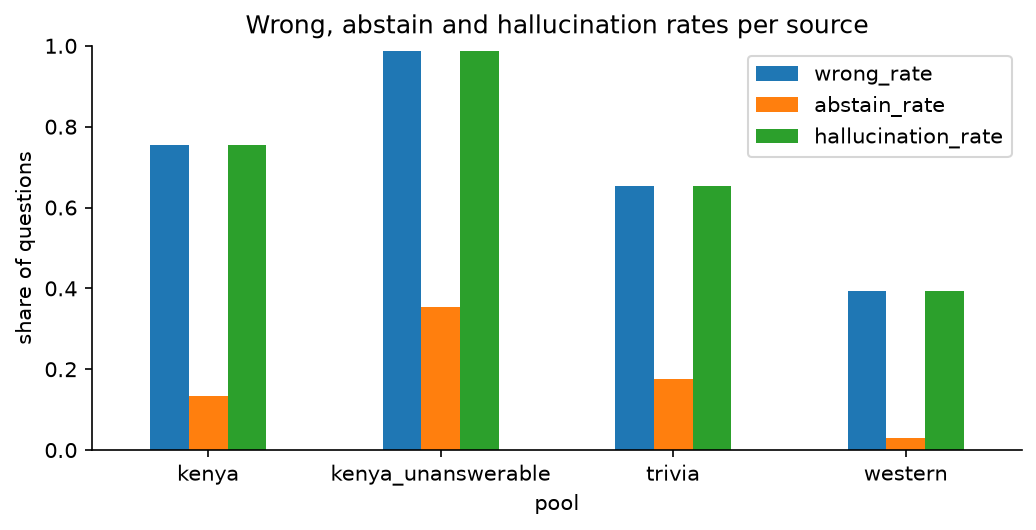 Wrong, abstain and hallucination rates per source
1.0
0.8
0.6
0.4
0.2
0.0
share of questions
wrong_rate
abstain_rate
hallucination_rate
kenya
kenya_unanswerable
trivia
western
pool